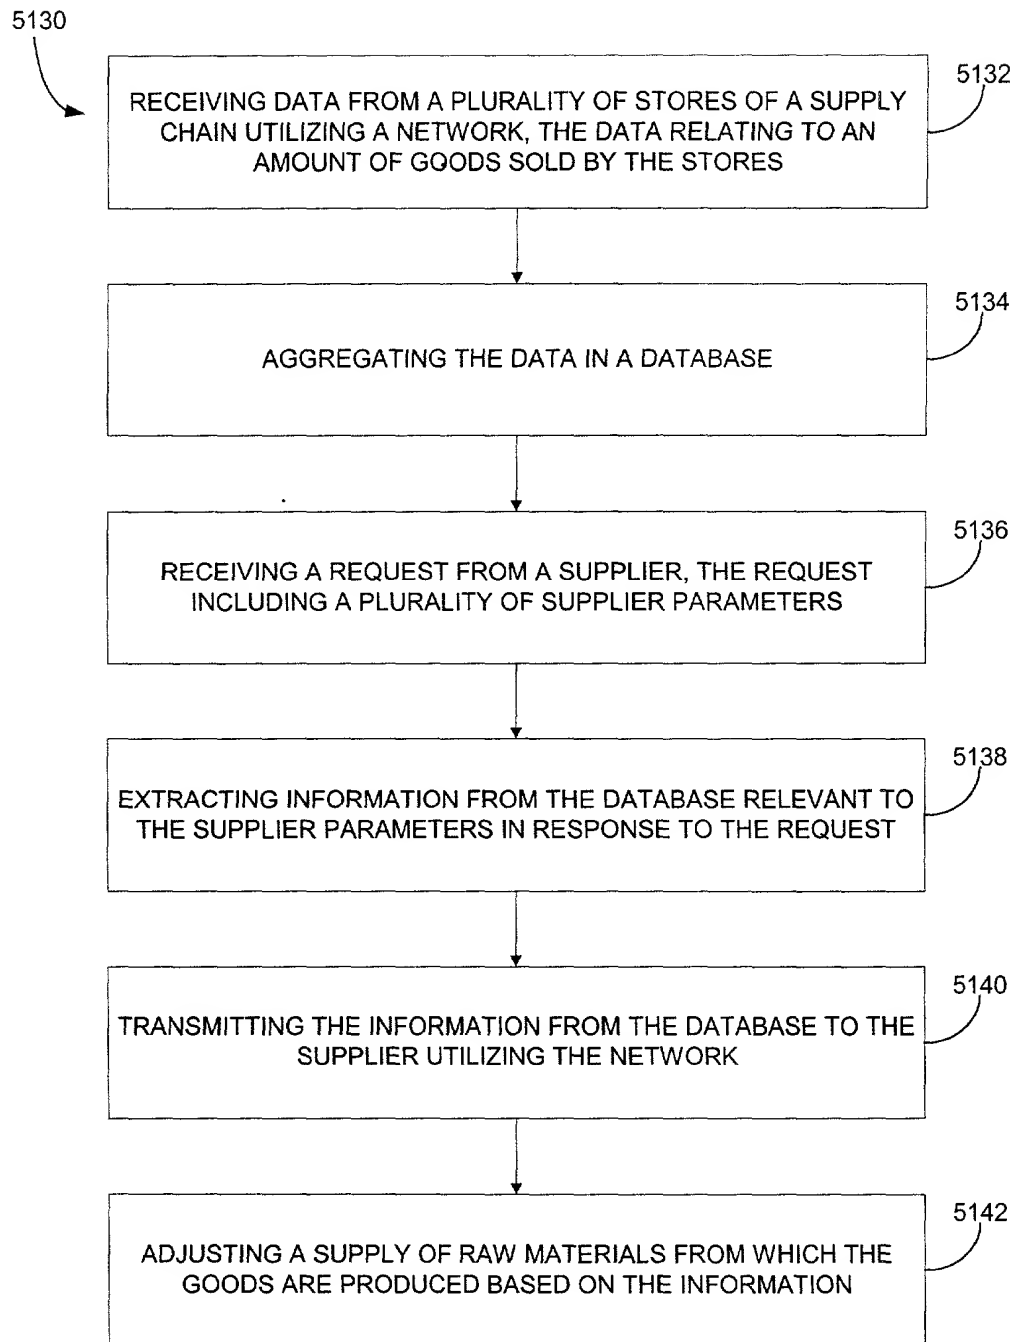 5130
5132
RECEIVING DATA FROM A PLURALITY OF STORES OF A SUPPLY
CHAIN UTILIZING A NETWORK, THE DATA RELATING TO AN
AMOUNT OF GOODS SOLD BY THE STORES
5134
AGGREGATING THE DATA IN A DATABASE
5136
RECEIVING A REQUEST FROM A SUPPLIER, THE REQUEST
INCLUDING A PLURALITY OF SUPPLIER PARAMETERS
5138
EXTRACTING INFORMATION FROM THE DATABASE RELEVANT TO
THE SUPPLIER PARAMETERS IN RESPONSE TO THE REQUEST
5140
TRANSMITTING THE INFORMATION FROM THE DATABASE TO THE
SUPPLIER UTILIZING THE NETWORK
5142
ADJUSTING A SUPPLY OF RAW MATERIALS FROM WHICH THE
GOODS ARE PRODUCED BASED ON THE INFORMATION